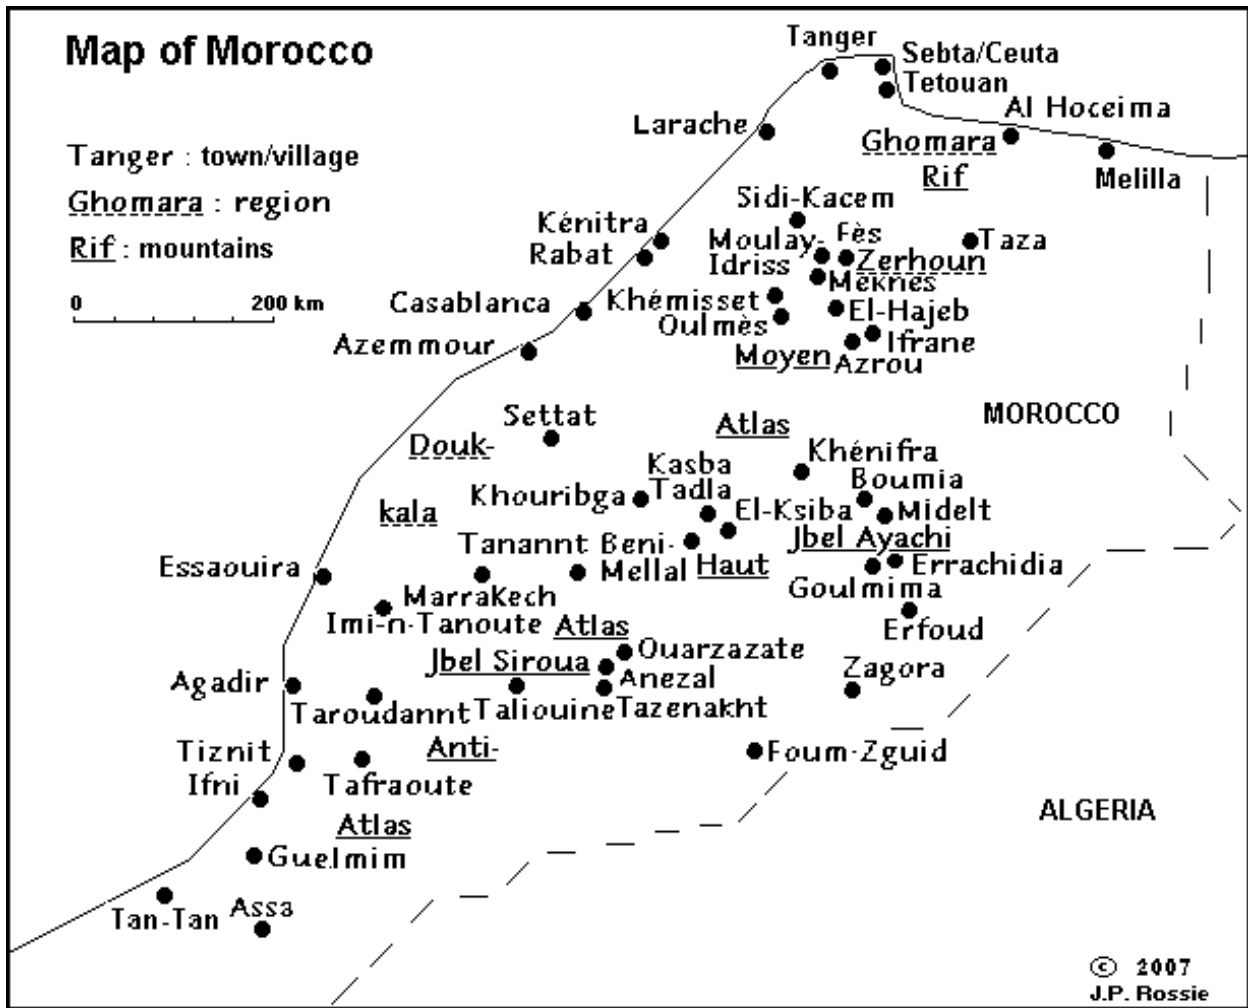 Map of Morocco
Tanger
Sebta/Ceuta
Tetouan
Al Hoceima
Larache
Ghomara
Tanger : town/village
Melilla
Rif
Ghomara : region
Sidi-Kacem
Kénitra
Moulay-
Fès
Taza
Rif : mountains
Rabat
Idriss
Zerhoun
Meknes
0 200 km
Casablanca
Khémisset
El-Hajeb
Oulmès
Ifrane
Azemmour
Moyen
Azrou
Settat
MOROCCO
Atlas
Douk-
Khénifra
Kasba
Boumia
Khouribga
Tadla
El-Ksiba
Midelt
kala
Tanannt
Beni-
Jbel Ayachi
Essaouira
Mellal
Haut
Errachidia
Marrakech
Goulmima
Imi-n-Tanoute
Atlas
Erfoud
Ouarzazate
Jbel Siroua
Zagora
Agadir
Anezal
Taroudannt
Taliouine
Tazenakht
Tiznit
Anti-
Foum-Zguid
Ifni
Tafraoute
ALGERIA
Atlas
Guelmim
Tan-Tan
Assa
© 2007
J.P. Rossie